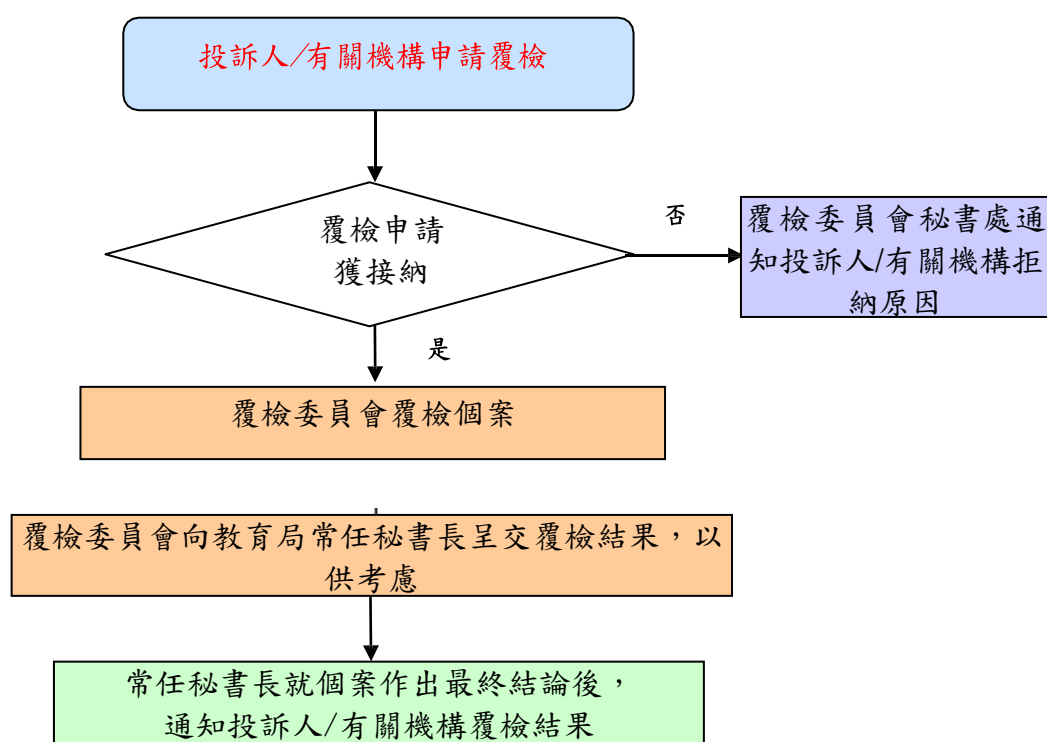 投訴人/有關機構申請覆檢
覆檢申請
獲接納
否
覆檢委員會秘書處通
知投訴人/有關機構拒
納原因
是
覆檢委員會覆檢個案
覆檢委員會向教育局常任秘書長呈交覆檢結果，以
供考慮
常任秘書長就個案作出最終結論後，
通知投訴人/有關機構覆檢結果